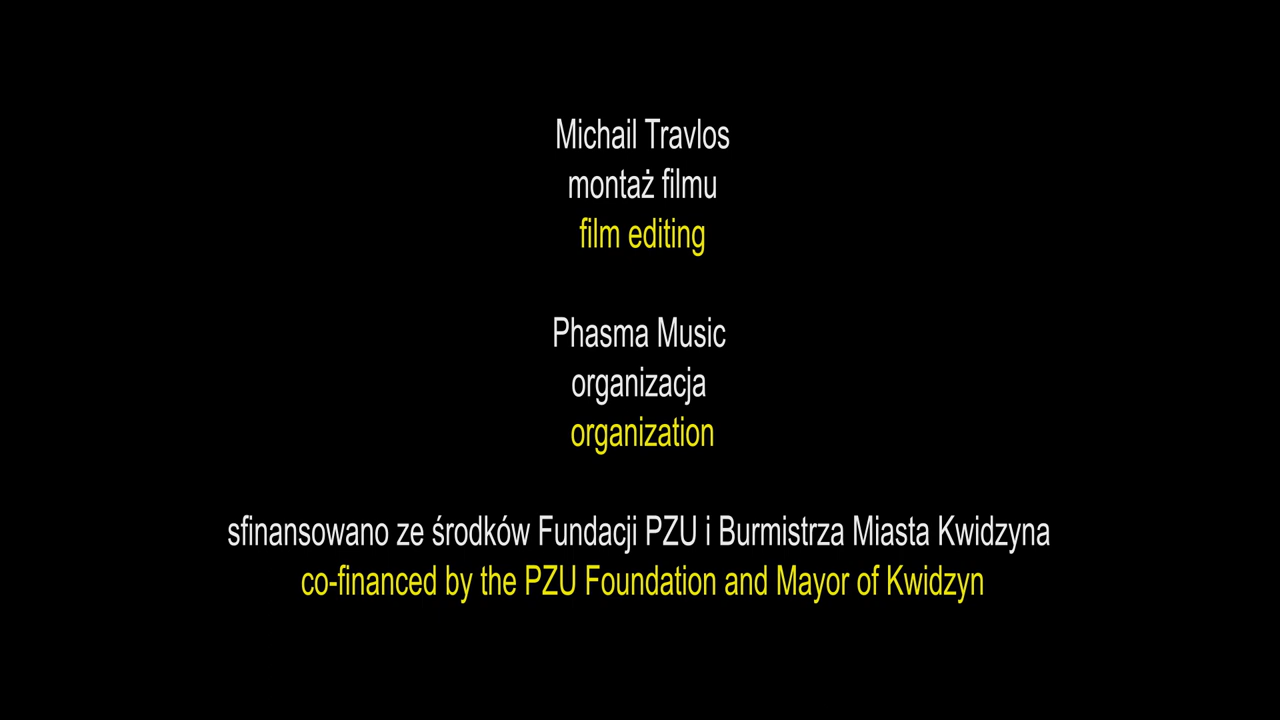 Michail Travlos
montaż filmu
film editing
Phasma Music
organizacja
organization
sfinansowano ze środków Fundacji PZU i Burmistrza Miasta Kwidzyna
co-financed by the PZU Foundation and Mayor of Kwidzyn